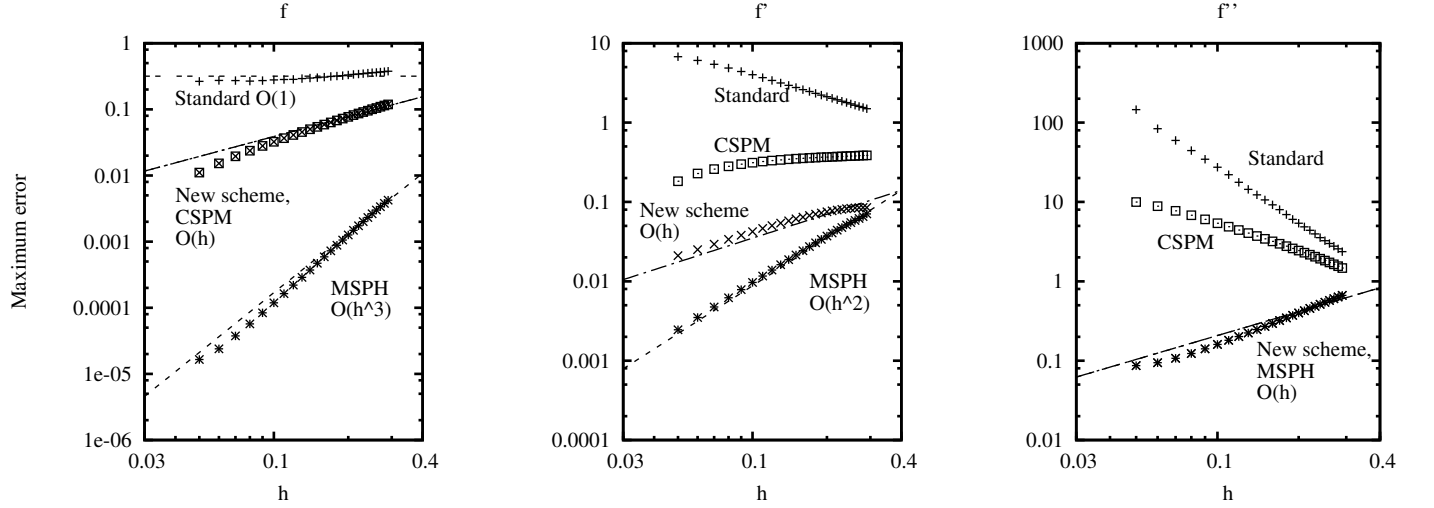 f
Maximum error
1
0.1
0.01
0.001
0.0001
1e-05
1e-06
0.03
0.1
0.4
h
Standard O(1)
New scheme,
CSPM
O(h)
MSPH
O(h^3)
f'
10
1
0.1
0.01
0.001
0.0001
0.03
0.1
0.4
h
Standard
CSPM
New scheme
O(h)
MSPH
O(h^2)
f''
1000
100
10
1
0.1
0.01
0.03
0.1
0.4
h
Standard
CSPM
New scheme,
MSPH
O(h)